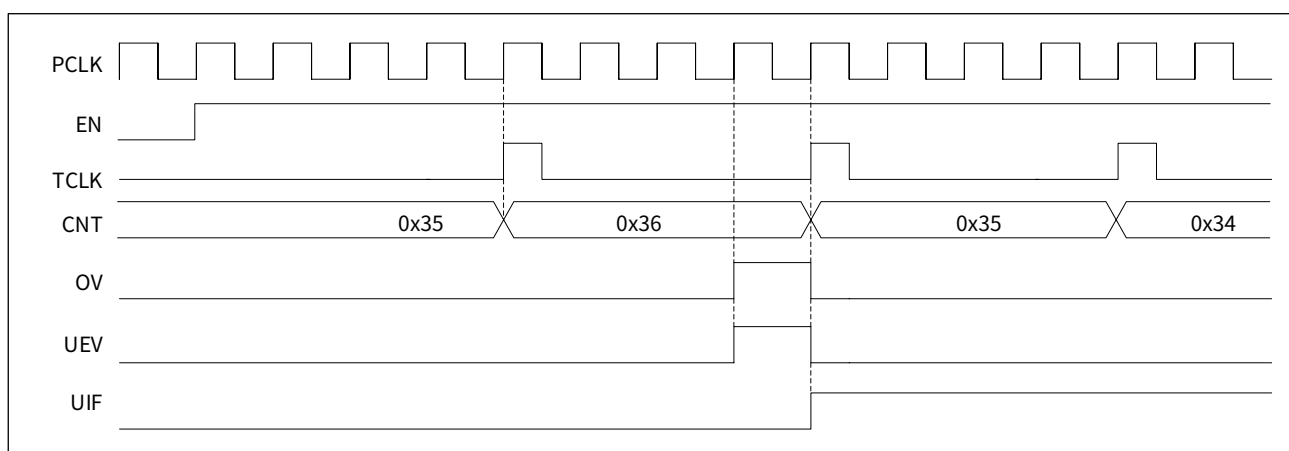 PCLK
EN
TCLK
CNT 0x35 0x36 0x35 0x34
OV
UEV
UIF